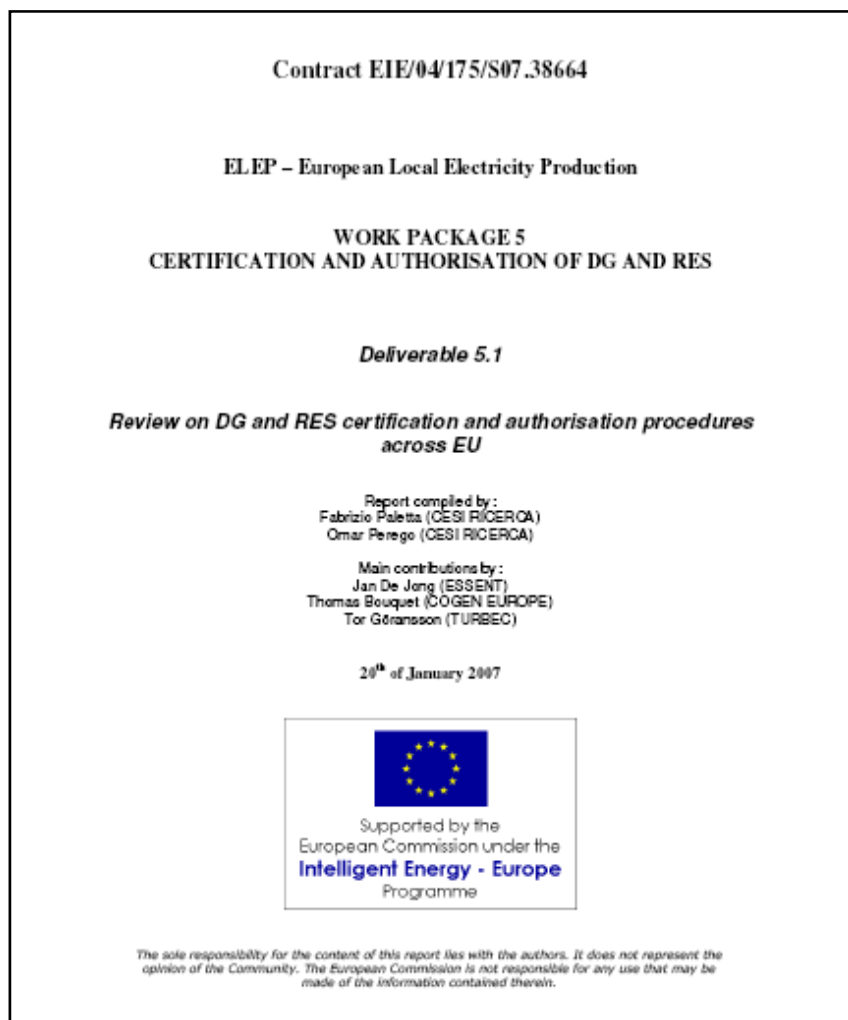 Contract EIE/04/175/S07.38664
ELEP – European Local Electricity Production
WORK PACKAGE 5
CERTIFICATION AND AUTHORISATION OF DG AND RES
Deliverable 5.1
Review on DG and RES certification and authorisation procedures
across EU
Report compiled by :
Fabrizio Paletta (CESI RICERCA)
Omar Perego (CESI RICERCA)
Main contributions by :
Jan De Jong (ESSENT)
Thomas Bouquet (COGEN EUROPE)
Tor Göransson (TURBEC)
20th of January 2007
Supported by the
European Commission under the
Intelligent Energy - Europe
Programme
The sole responsibility for the content of this report lies with the authors. It does not represent the
opinion of the Community. The European Commission is not responsible for any use that may be
made of the information contained therein.